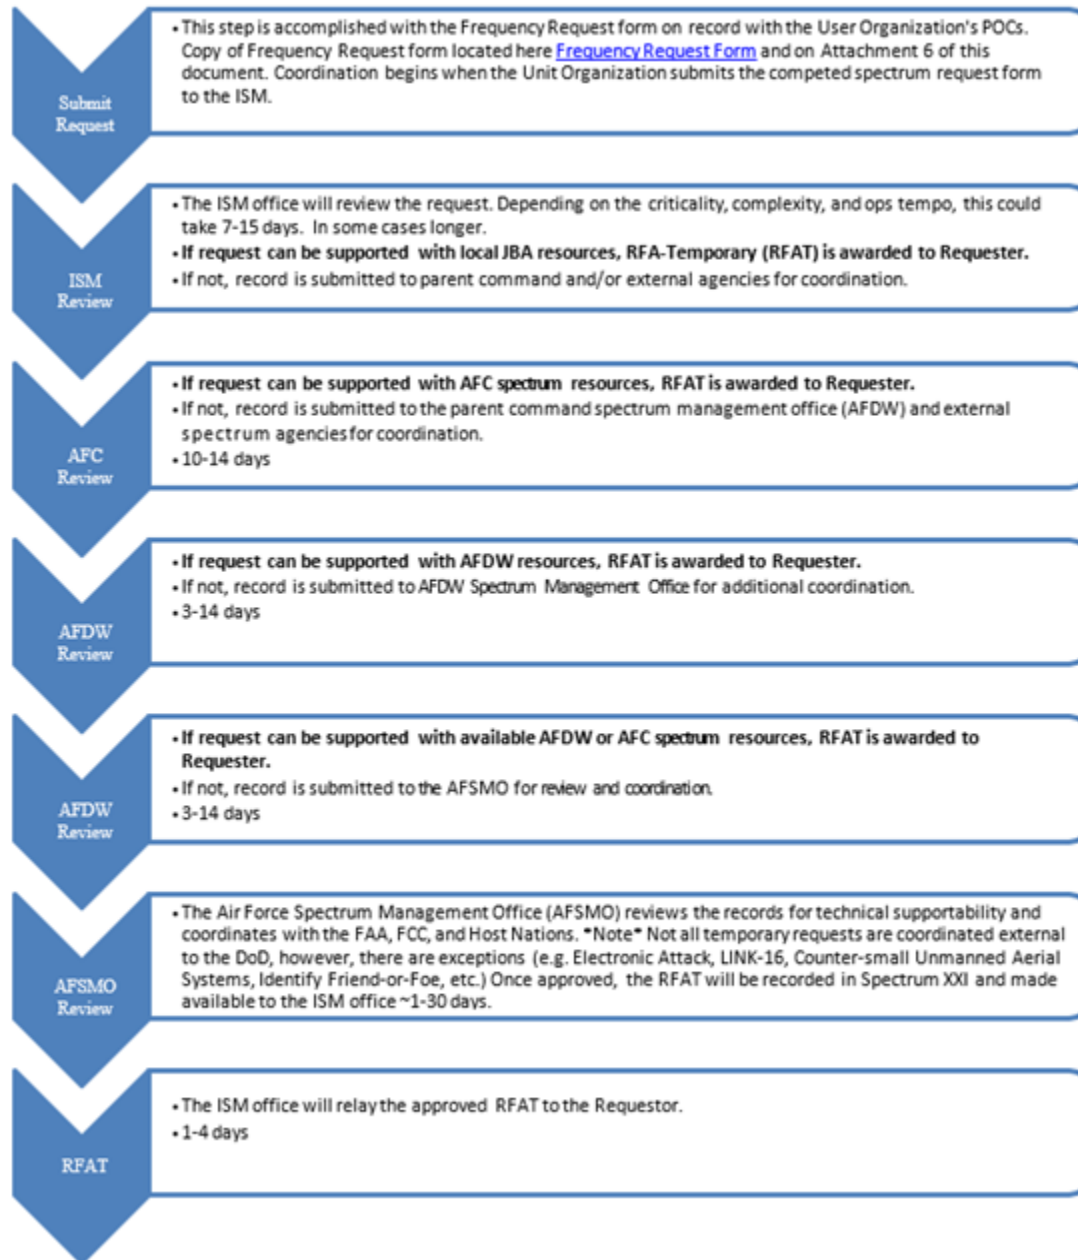 Submit
Request
• This step is accomplished with the Frequency Request form on record with the User Organization's POCs.
Copy of Frequency Request form located here Frequency Request Form and on Attachment 6 of this
document. Coordination begins when the Unit Organization submits the competed spectrum request form
to the ISM.
ISM
Review
• The ISM office will review the request. Depending on the criticality, complexity, and ops tempo, this could
take 7-15 days. In some cases longer.
• If request can be supported with local JBA resources, RFA-Temporary (RFAT) is awarded to Requester.
• If not, record is submitted to parent command and/or external agencies for coordination.
AFC
Review
• If request can be supported with AFC spectrum resources, RFAT is awarded to Requester.
• If not, record is submitted to the parent command spectrum management office (AFDW) and external
spectrum agencies for coordination.
• 10-14 days
AFDW
Review
• If request can be supported with AFDW resources, RFAT is awarded to Requester.
• If not, record is submitted to AFDW Spectrum Management Office for additional coordination.
• 3-14 days
AFDW
Review
• If request can be supported with available AFDW or AFC spectrum resources, RFAT is awarded to
Requester.
• If not, record is submitted to the AFSMO for review and coordination.
• 3-14 days
AFSMO
Review
• The Air Force Spectrum Management Office (AFSMO) reviews the records for technical supportability and
coordinates with the FAA, FCC, and Host Nations. *Note* Not all temporary requests are coordinated external
to the DoD, however, there are exceptions (e.g. Electronic Attack, LINK-16, Counter-small Unmanned Aerial
Systems, Identify Friend-or-Foe, etc.) Once approved, the RFAT will be recorded in Spectrum XXI and made
available to the ISM office ~1-30 days.
RFAT
• The ISM office will relay the approved RFAT to the Requestor.
• 1-4 days